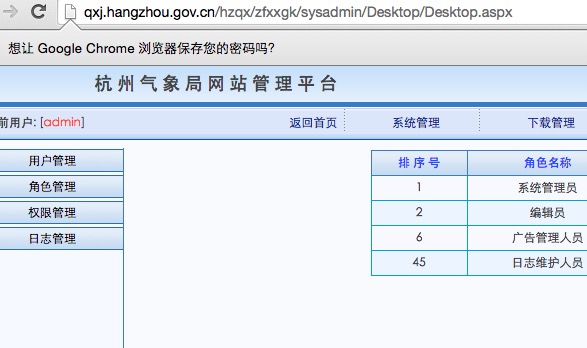 qxj.hangzhou.gov.cn/hzqx/zfxxgk/sysadmin/Desktop/Desktop.aspx
想让 Google Chrome 浏览器保存您的密码吗?
杭州气象局网站管理平台
前用户: [admin] 返回首页 系统管理 下载管理
用户管理
角色管理
权限管理
日志管理
排 序 号 角色名称
1 系统管理员
2 编辑员
6 广告管理人员
45 日志维护人员